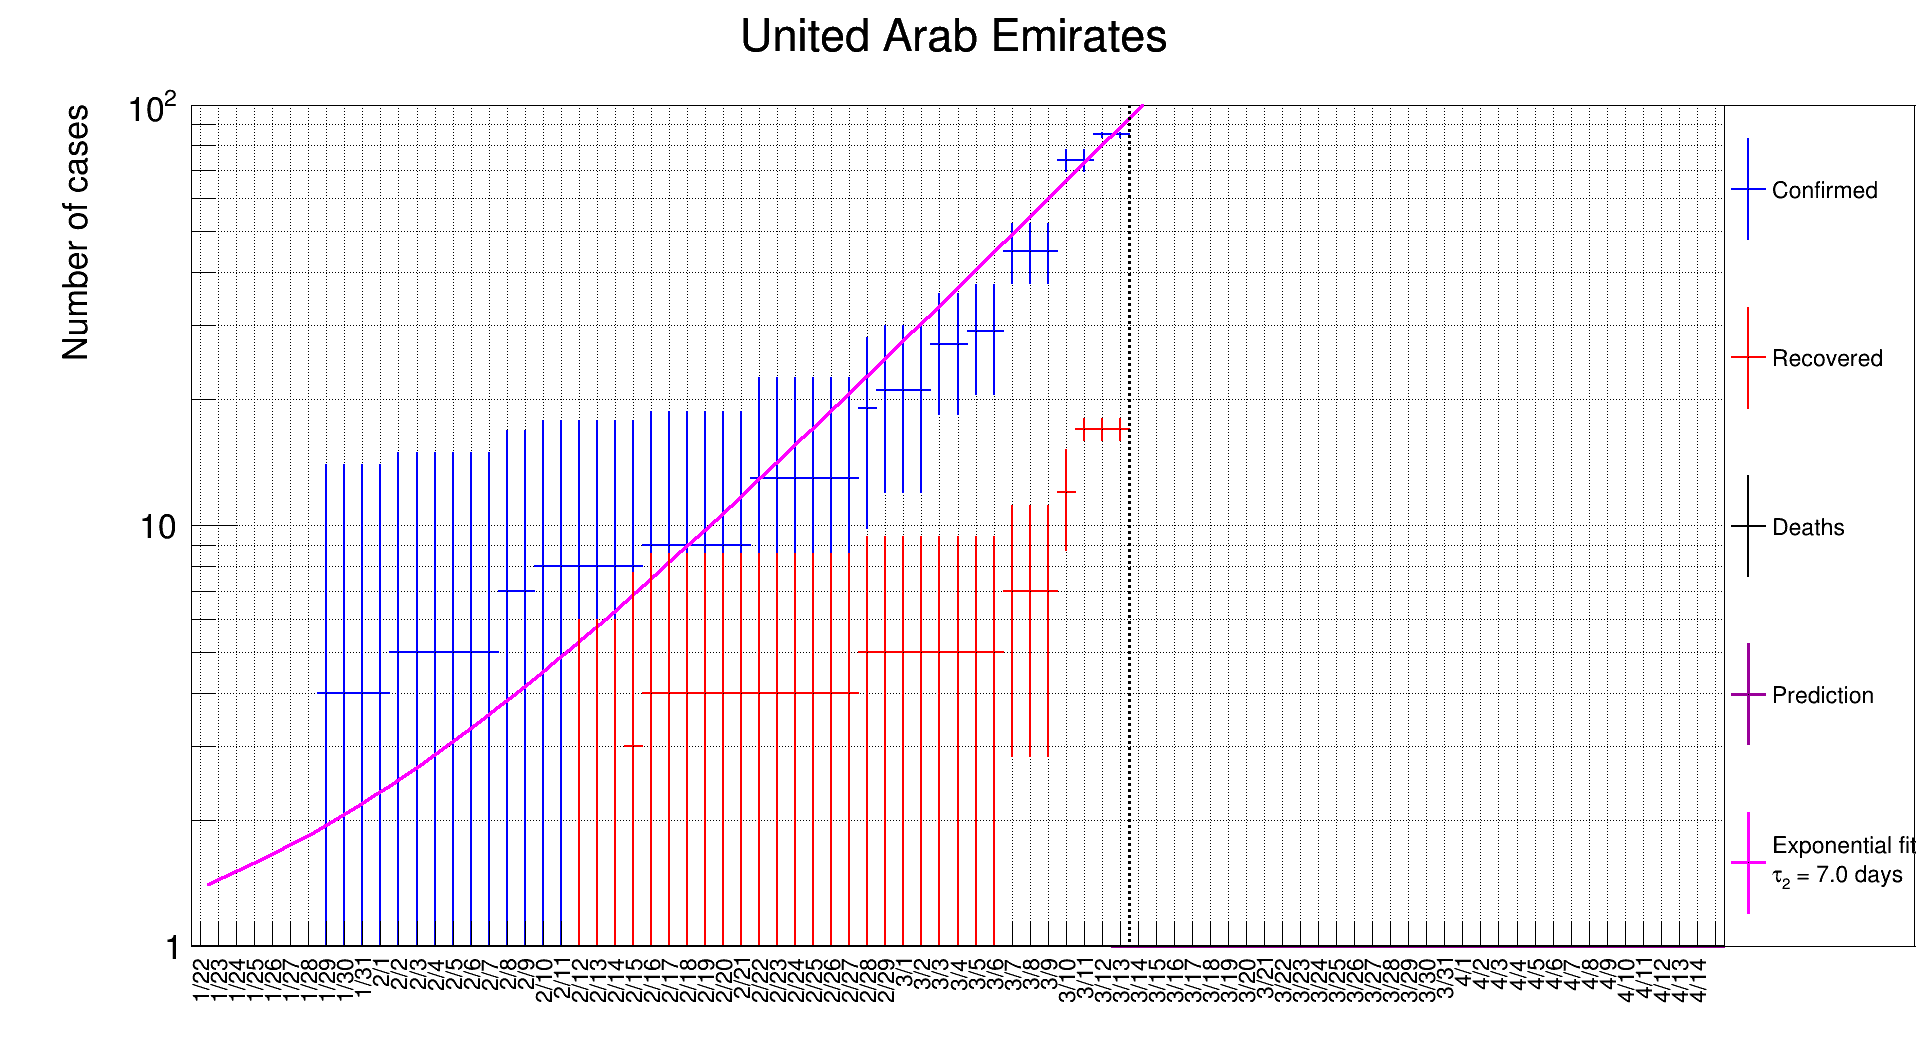 United Arab Emirates
Number of cases
10²
10
1
1/22 1/23 1/24 1/25 1/26 1/27 1/28 1/29 1/30 1/31 2/1 2/2 2/3 2/4 2/5 2/6 2/7 2/8 2/9 2/10 2/11 2/12 2/13 2/14 2/15 2/16 2/17 2/18 2/19 2/20 2/21 2/22 2/23 2/24 2/25 2/26 2/27 2/28 2/29 3/1 3/2 3/3 3/4 3/5 3/6 3/7 3/8 3/9 3/10 3/11 3/12 3/13 3/14 3/15 3/16 3/17 3/18 3/19 3/20 3/21 3/22 3/23 3/24 3/25 3/26 3/27 3/28 3/29 3/30 3/31 4/1 4/2 4/3 4/4 4/5 4/6 4/7 4/8 4/9 4/10 4/11 4/12 4/13 4/14
Confirmed
Recovered
Deaths
Prediction
Exponential fit
τ₂ = 7.0 days